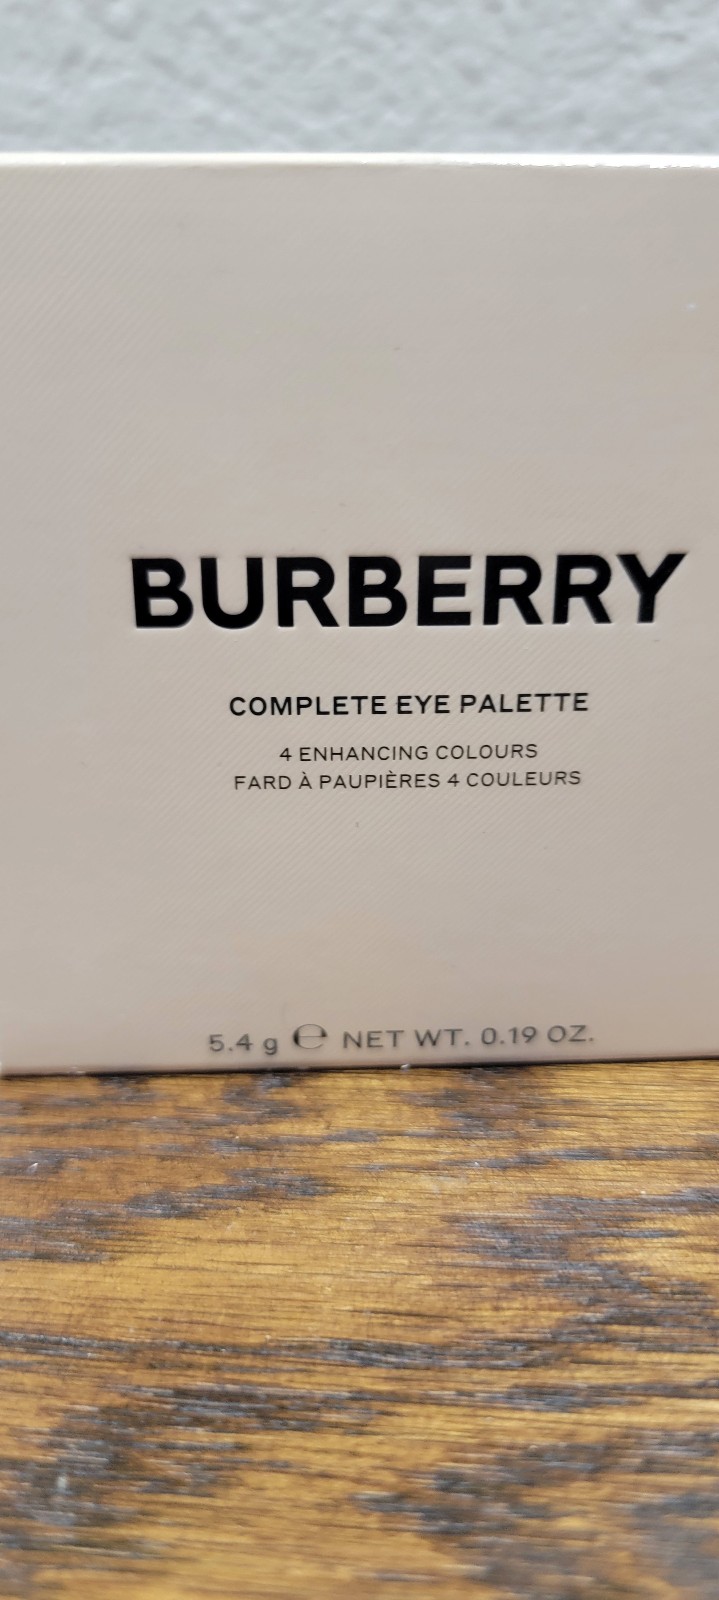 BURBERRY
COMPLETE EYE PALETTE
4 ENHANCING COLOURS
FARD À PAUPIÈRES 4 COULEURS
5.4 g ℮ NET WT. 0.19 OZ.